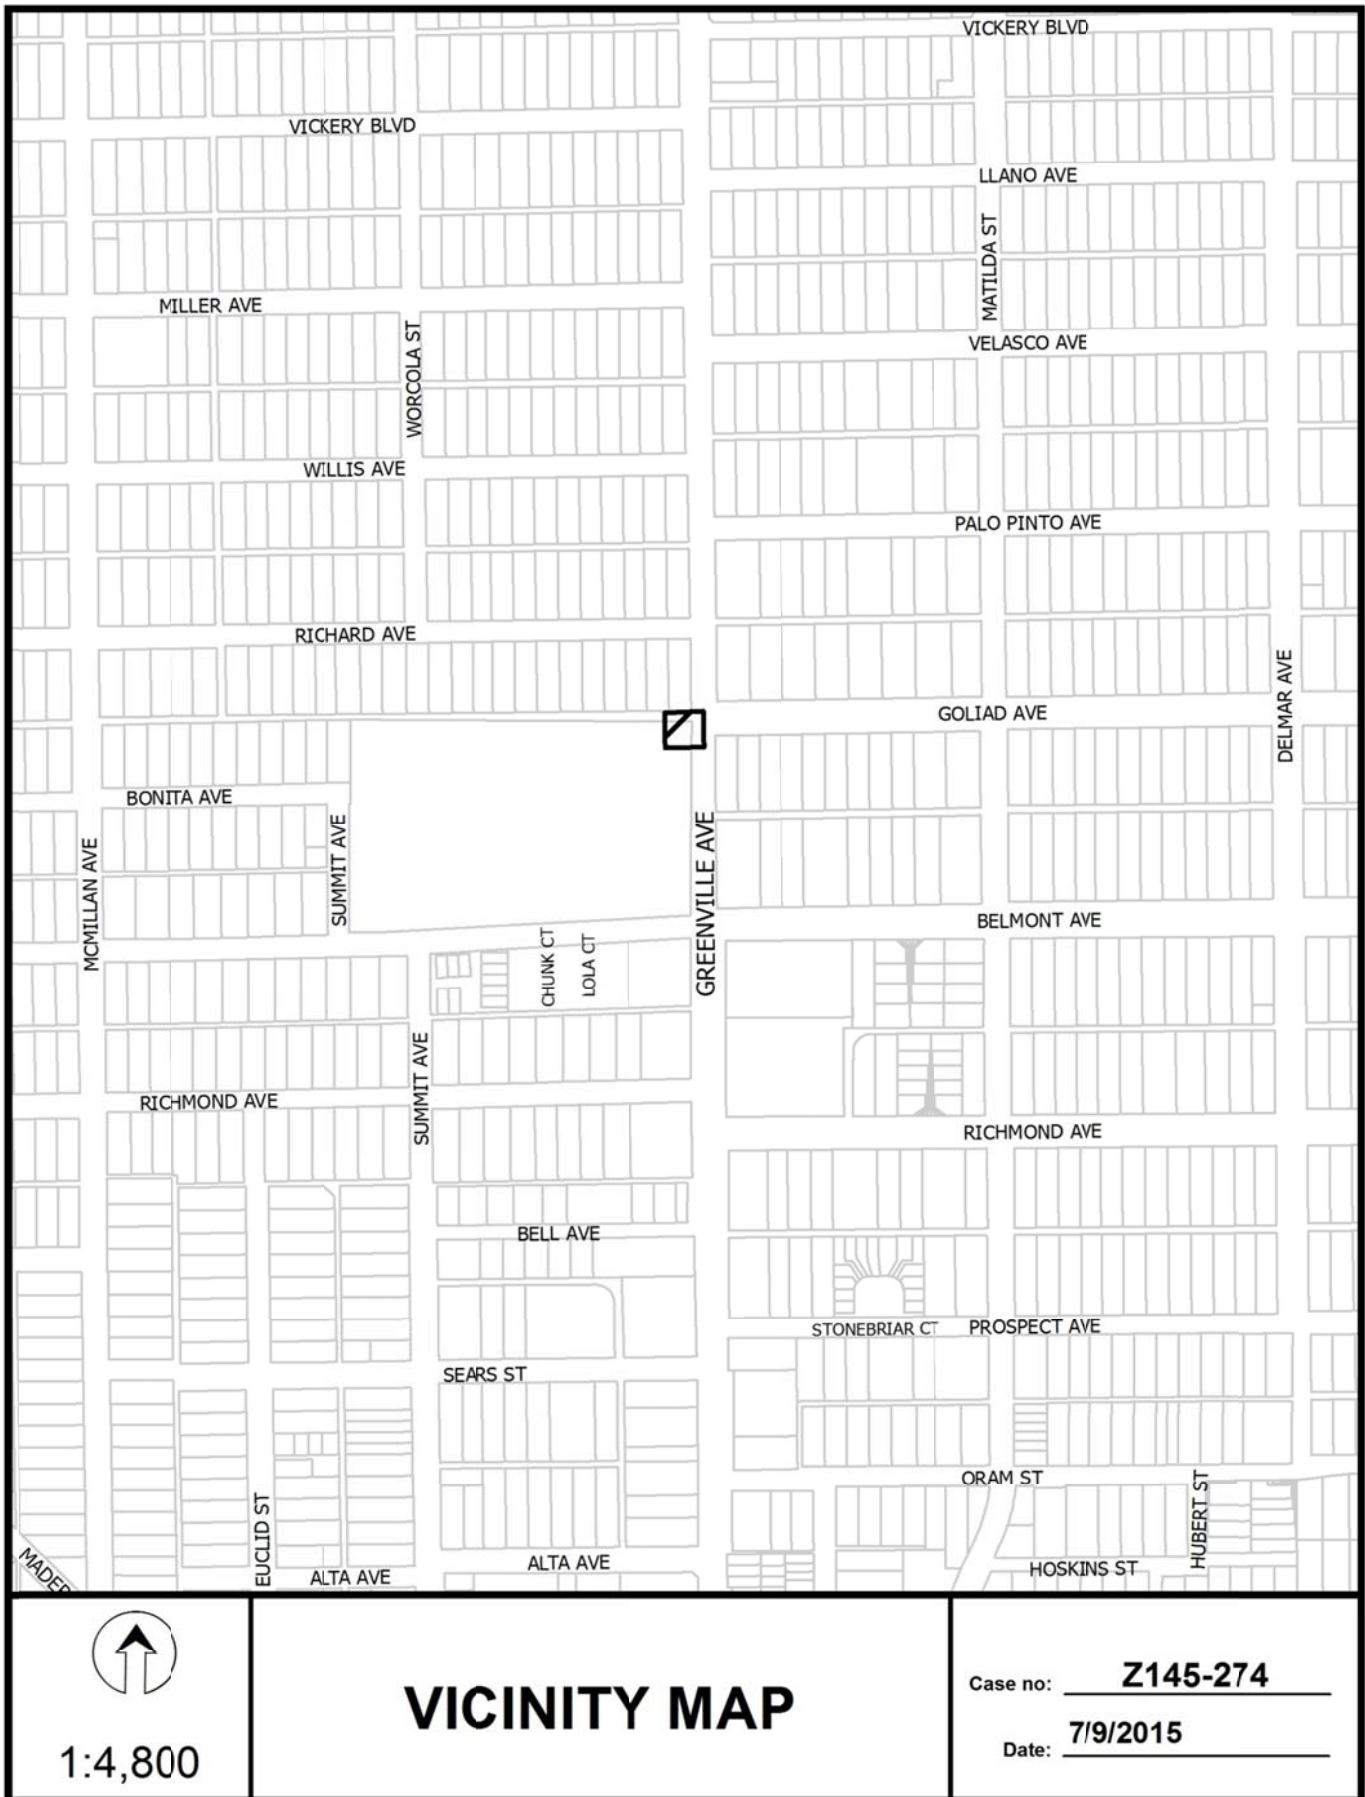 VICKERY BLVD
VICKERY BLVD
LLANO AVE
MATILDA ST
MILLER AVE
WORCOLA ST
VELASCO AVE
WILLIS AVE
PALO PINTO AVE
RICHARD AVE
DELMAR AVE
GOLIAD AVE
BONITA AVE
SUMMIT AVE
MCMILLAN AVE
GREENVILLE AVE
BELMONT AVE
CHUNK CT
LOLA CT
SUMMIT AVE
RICHMOND AVE
RICHMOND AVE
BELL AVE
STONEBRIAR CT
PROSPECT AVE
SEARS ST
ORAM ST
HUBERT ST
EUCLID ST
MADER
ALTA AVE
ALTA AVE
HOSKINS ST
1:4,800
VICINITY MAP
Case no: Z145-274
Date: 7/9/2015